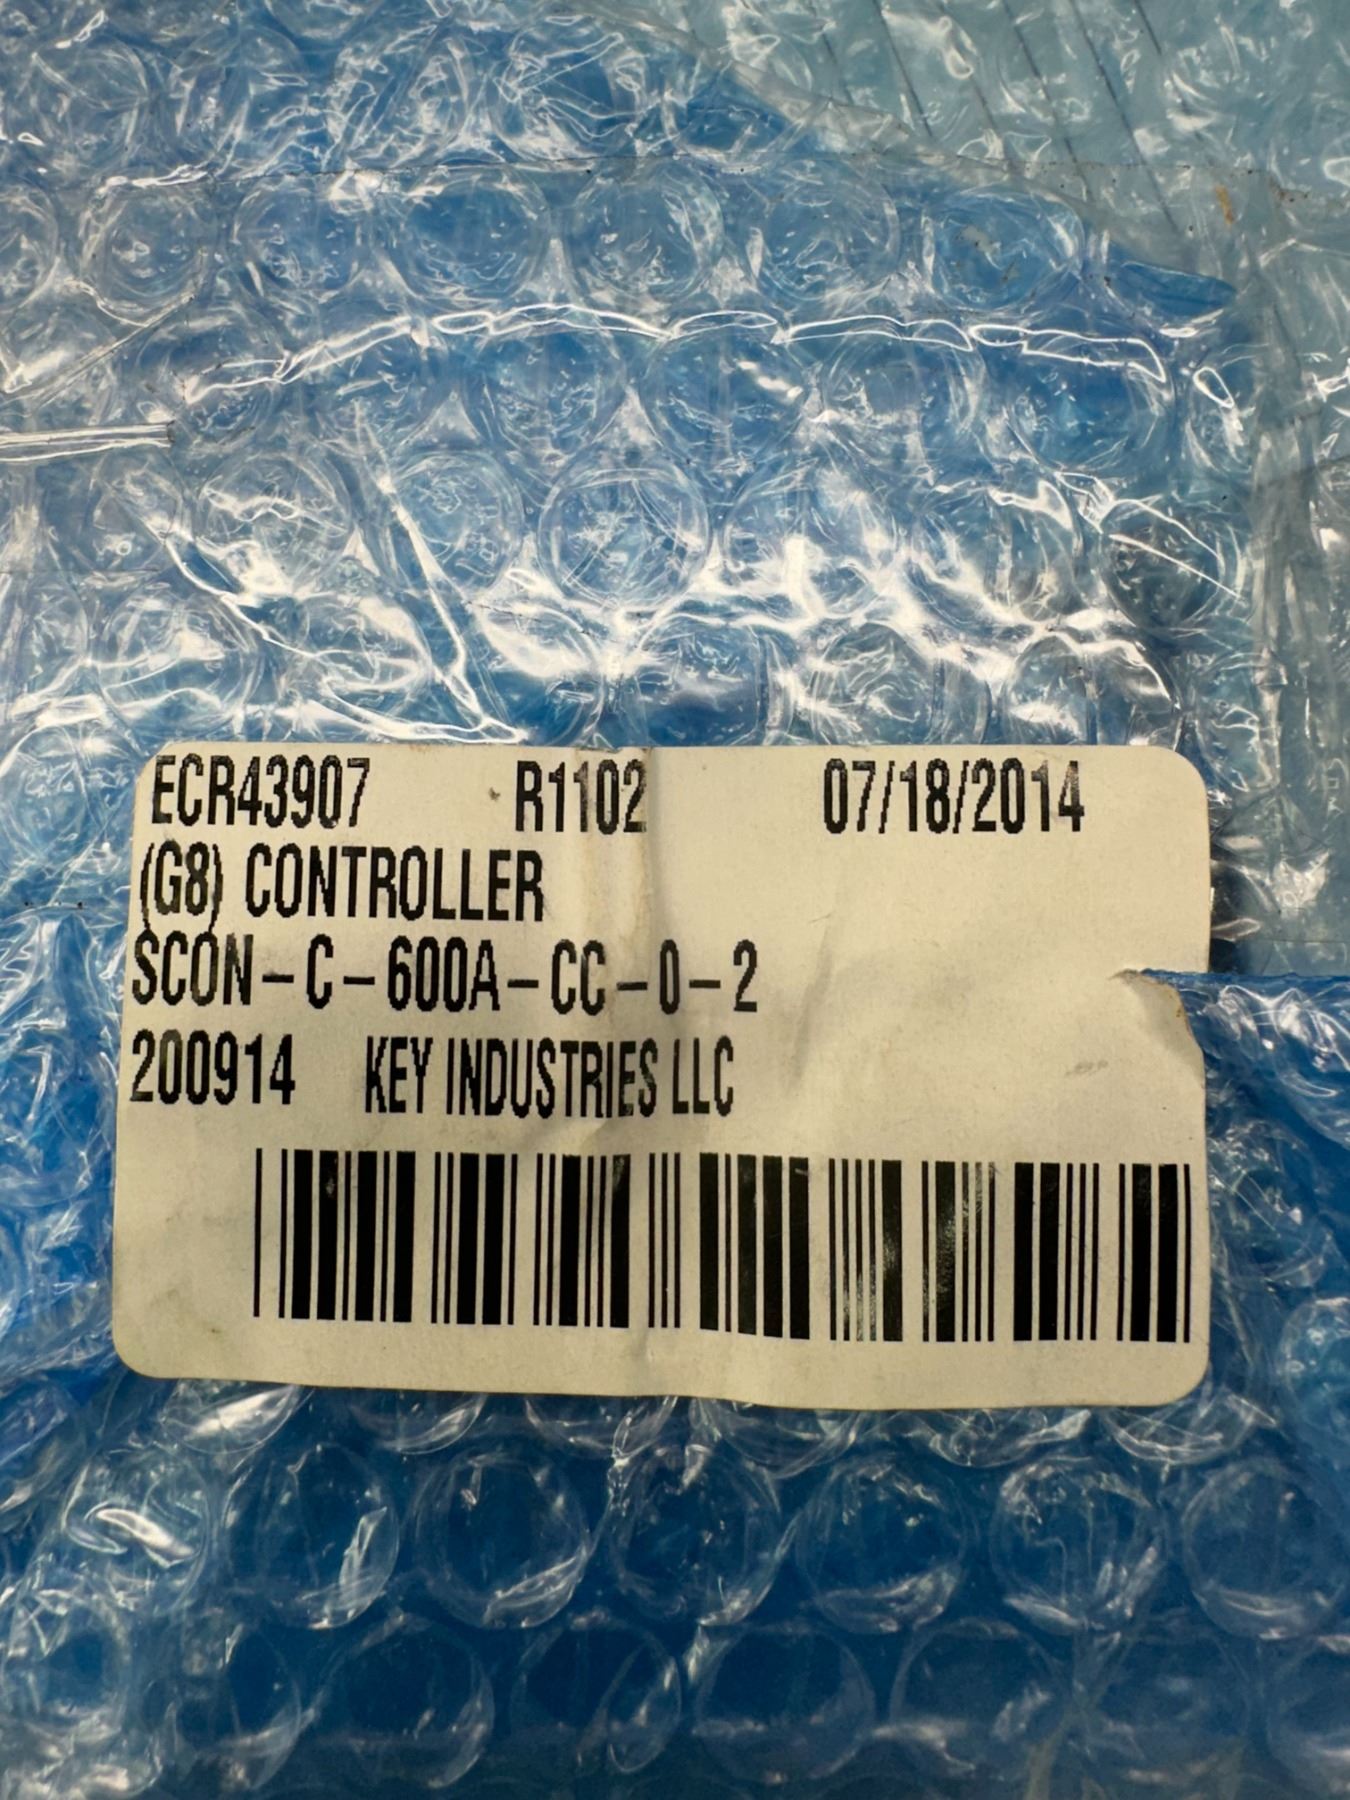 ECR43907 R1102 07/18/2014
(G8) CONTROLLER
SCON-C-600A-CC-0-2
200914 KEY INDUSTRIES LLC